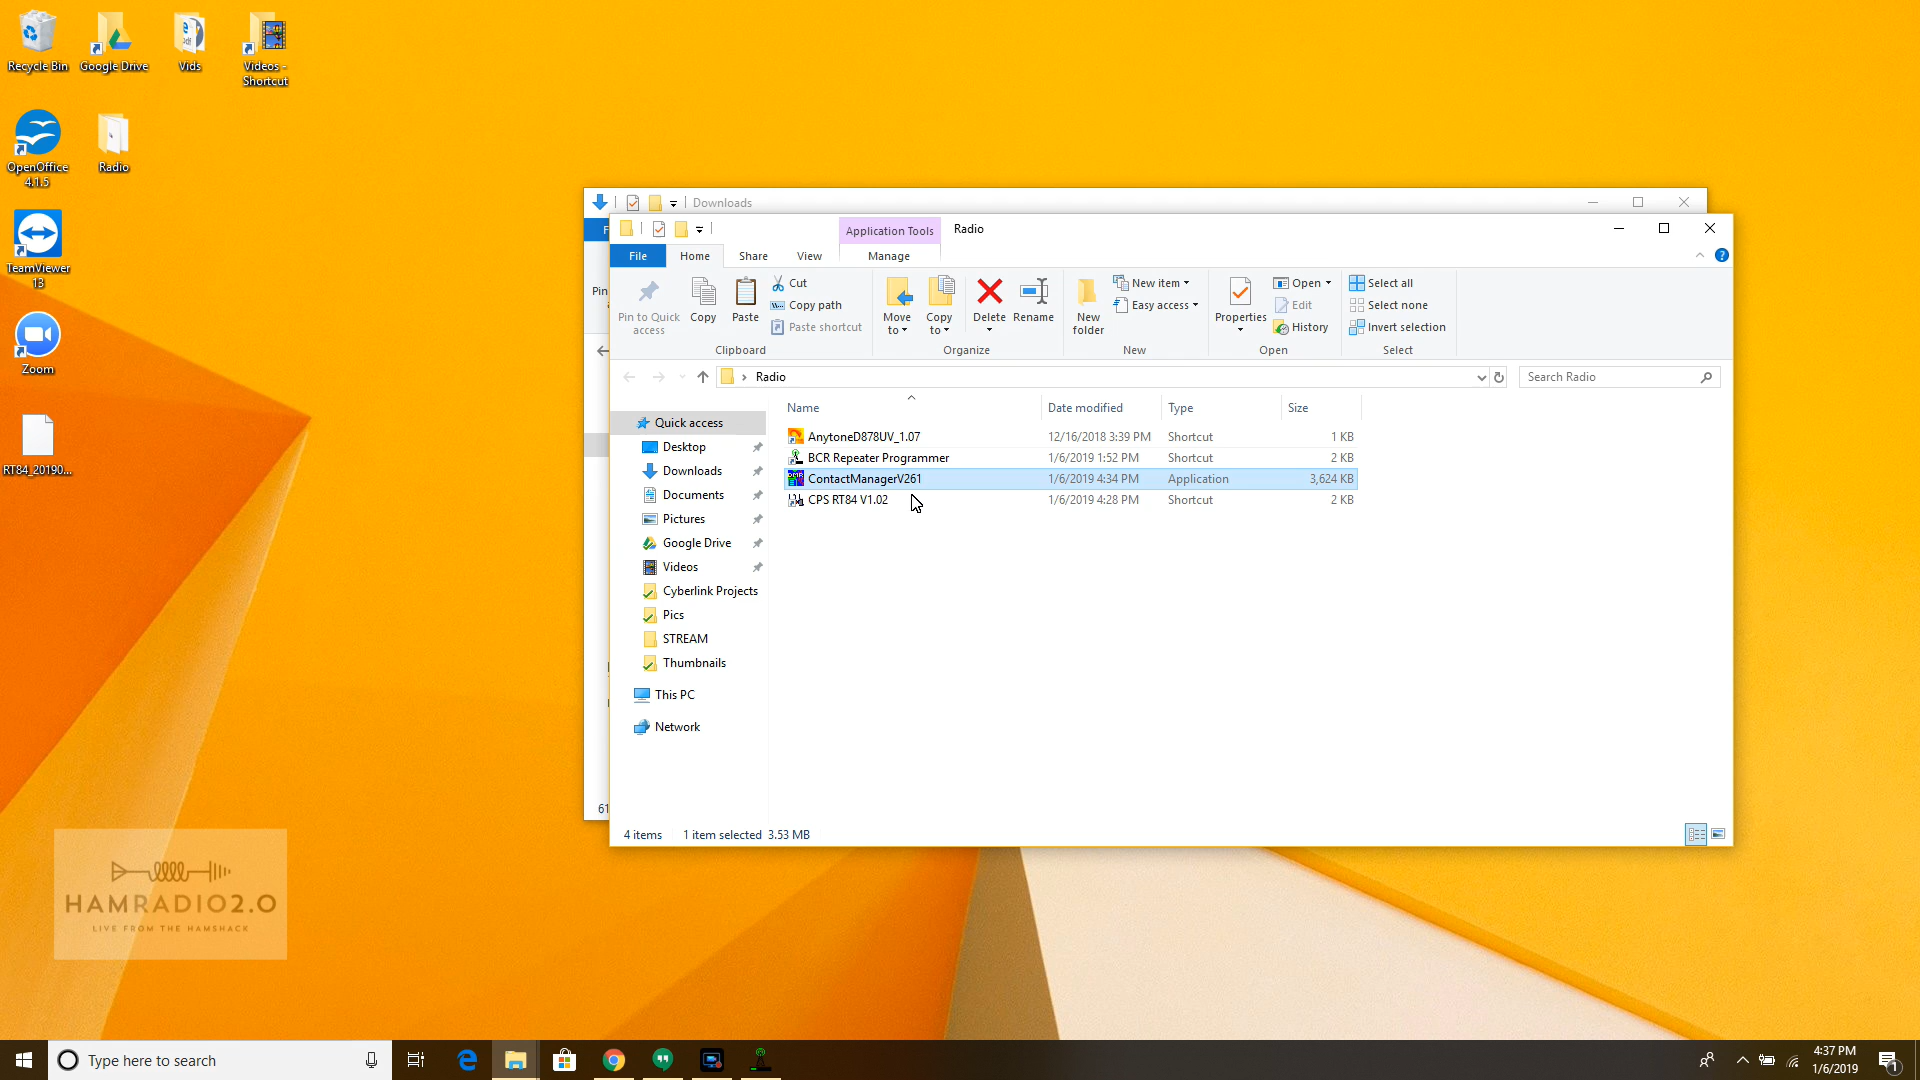 Recycle Bin
Google Drive
Vids
Videos -
Shortcut
OpenOffice
4.1.5
Radio
TeamViewer
13
Zoom
RT84_20190...
Downloads
Application Tools
Radio
File
Home
Share
View
Manage
Pin to Quick
access
Copy
Paste
Cut
Copy path
Paste shortcut
Clipboard
Move
to
Copy
to
Delete
Rename
Organize
New
folder
New item
Easy access
New
Properties
Open
Edit
History
Open
Select all
Select none
Invert selection
Select
Radio
Search Radio
Name
Date modified
Type
Size
AnytoneD878UV_1.07 12/16/2018 3:39 PM Shortcut 1 KB
BCR Repeater Programmer 1/6/2019 1:52 PM Shortcut 2 KB
ContactManagerV261 1/6/2019 4:34 PM Application 3,624 KB
CPS RT84 V1.02 1/6/2019 4:28 PM Shortcut 2 KB
Quick access
Desktop
Downloads
Documents
Pictures
Google Drive
Videos
Cyberlink Projects
Pics
STREAM
Thumbnails
This PC
Network
4 items 1 item selected 3.53 MB
HAMRADIO2.0
LIVE FROM THE HAMSHACK
Type here to search
4:37 PM
1/6/2019
1